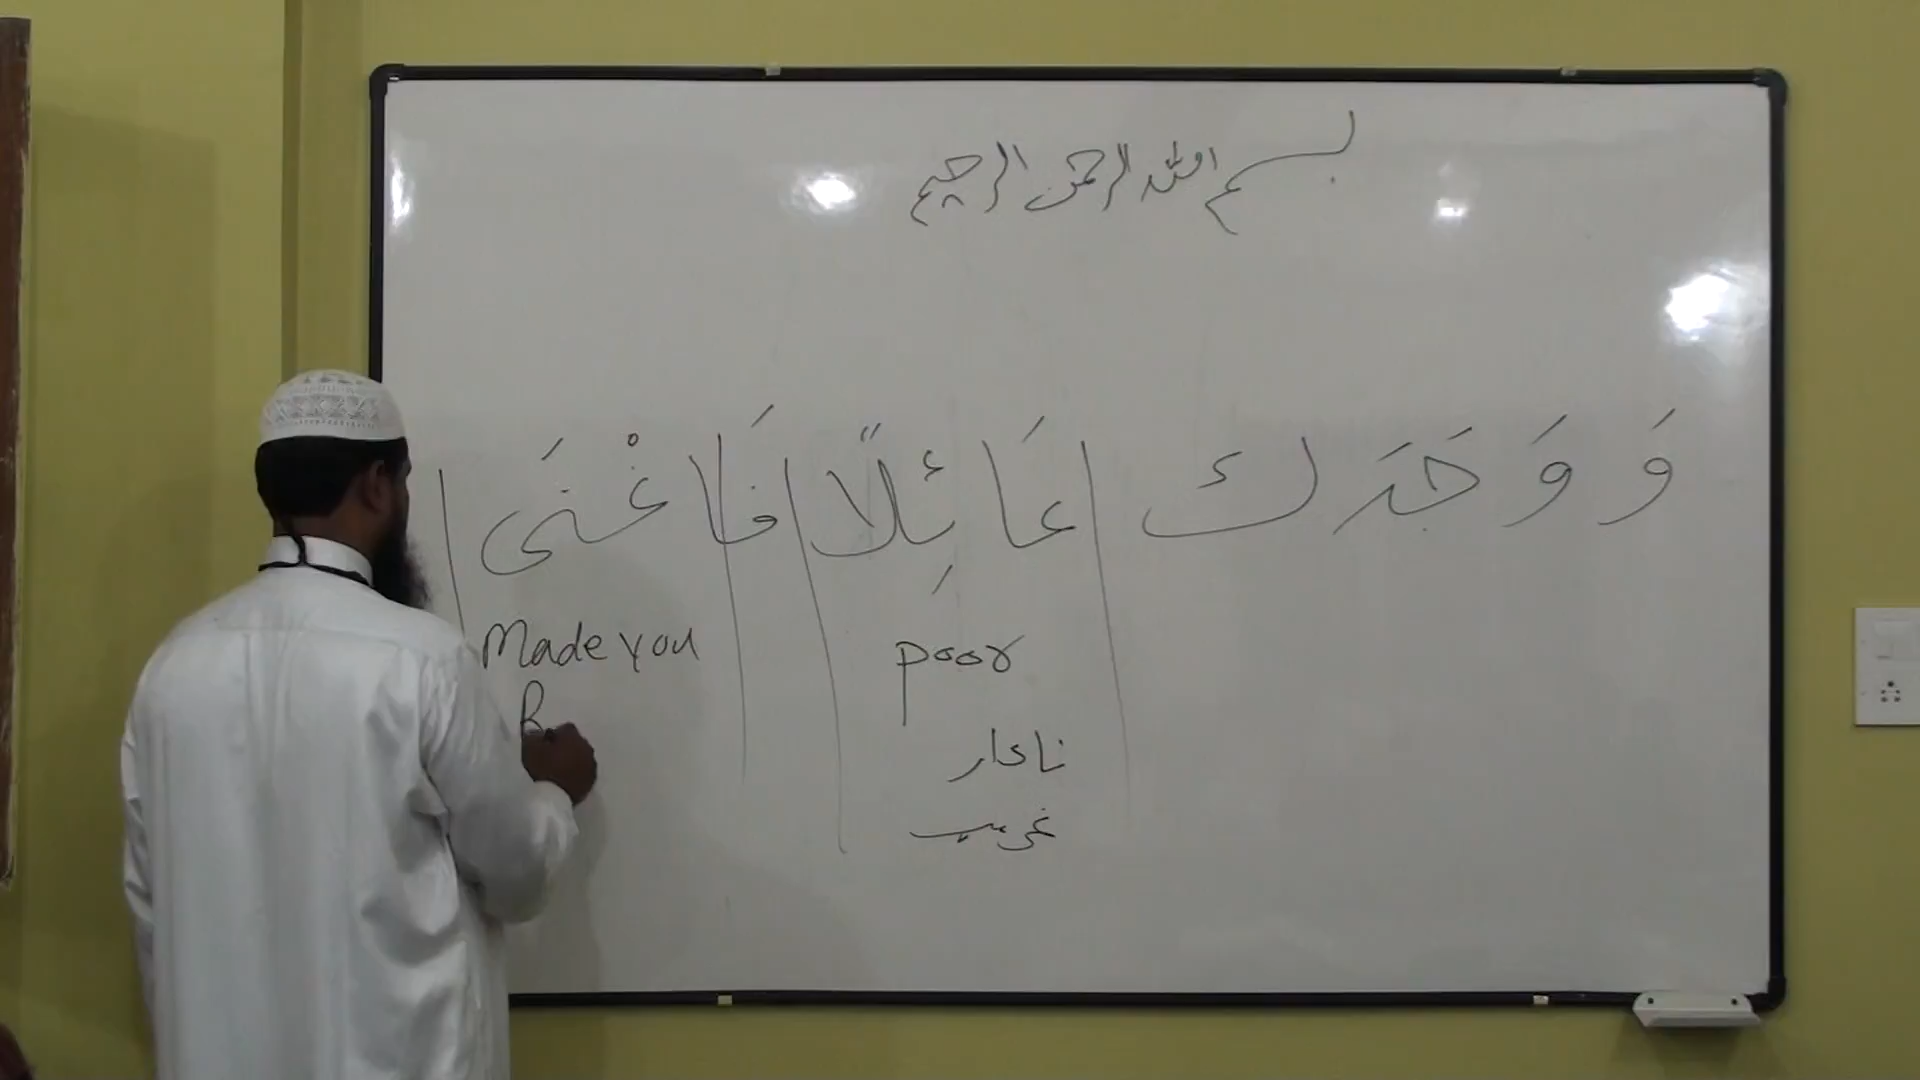 بسم الله الرحمن الرحيم
وَ وَجَدَكَ عَائِلًا فَاَغْنَى
poor Made you
نادار R
غریب